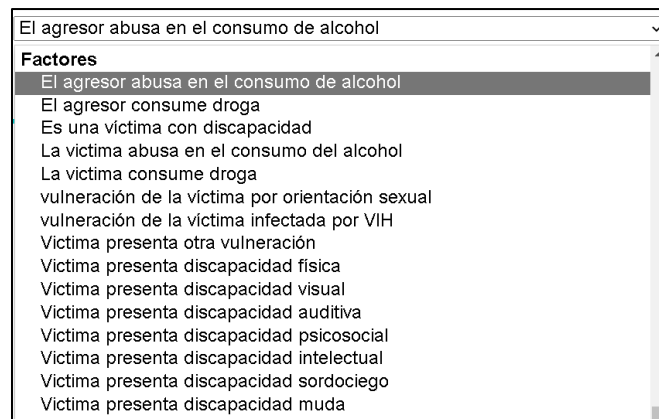 El agresor abusa en el consumo de alcohol
Factores
El agresor abusa en el consumo de alcohol
El agresor consume droga
Es una víctima con discapacidad
La victima abusa en el consumo del alcohol
La victima consume droga
vulneración de la víctima por orientación sexual
vulneración de la víctima infectada por VIH
Victima presenta otra vulneración
Victima presenta discapacidad física
Victima presenta discapacidad visual
Victima presenta discapacidad auditiva
Victima presenta discapacidad psicosocial
Victima presenta discapacidad intelectual
Victima presenta discapacidad sordociego
Victima presenta discapacidad muda